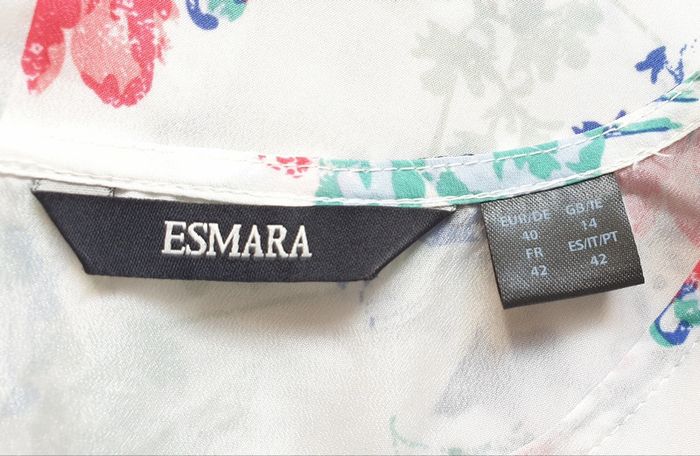 ESMARA
EUR/DE GB/IE
40 14
FR ES/IT/PT
42 42